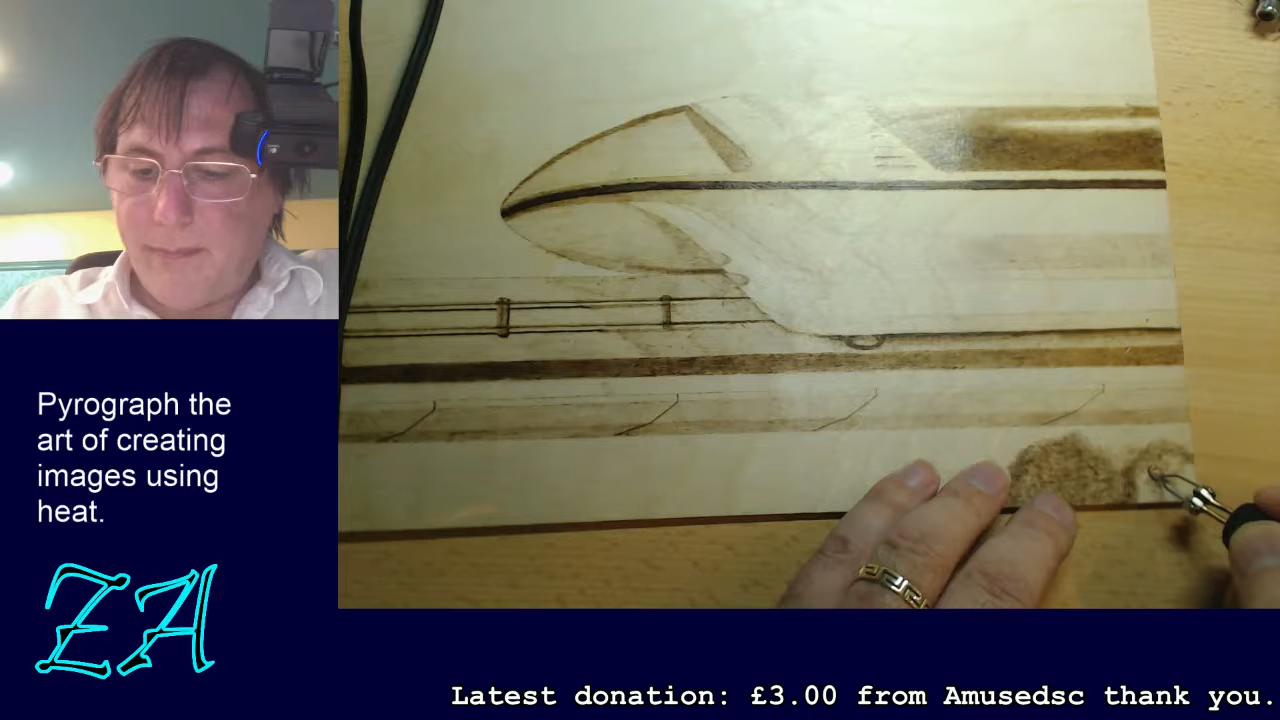 Pyrograph the
art of creating
images using
heat.
ZA
Latest donation: £3.00 from Amusedsc thank you.